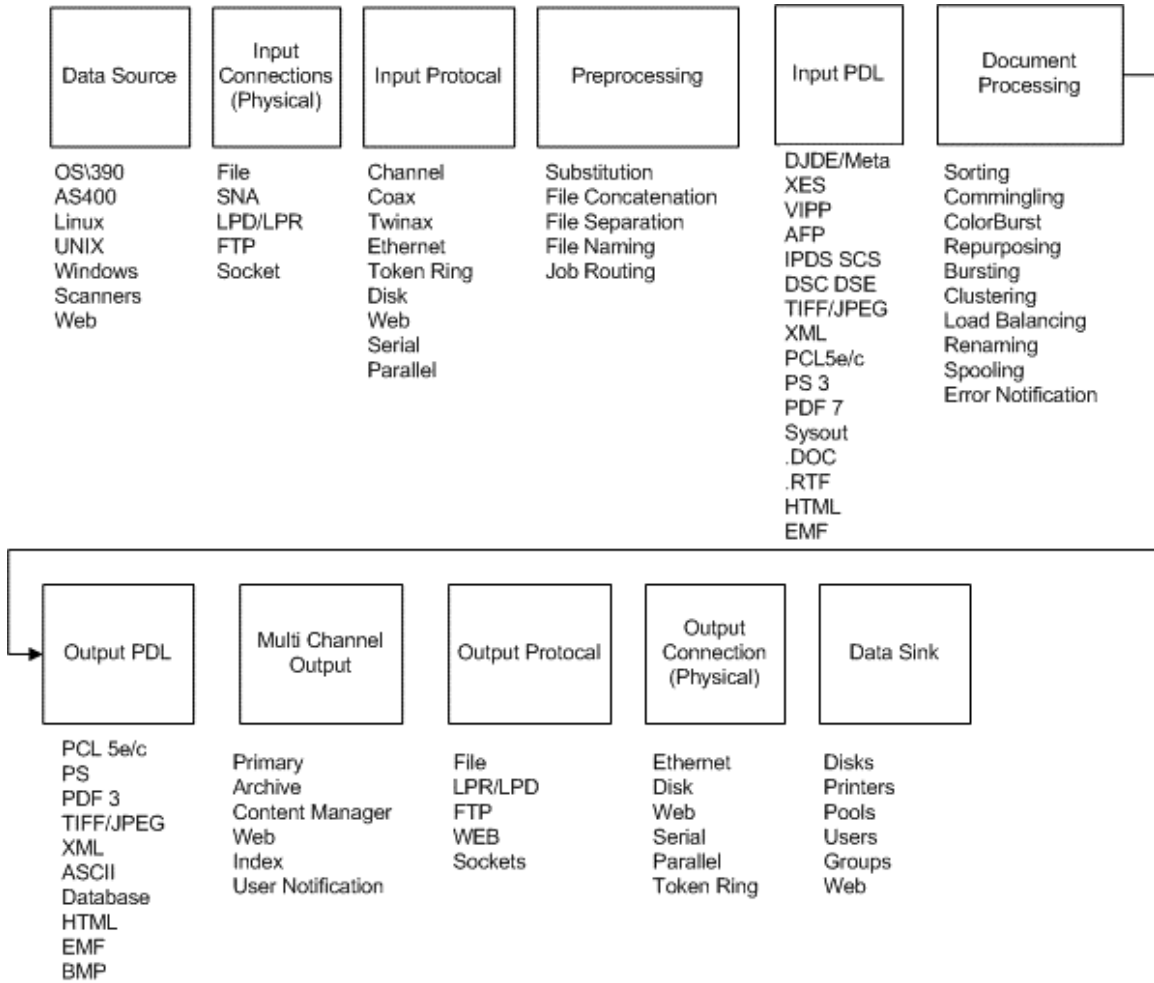 Data Source
OS\390
AS400
Linux
UNIX
Windows
Scanners
Web
Input
Connections
(Physical)
File
SNA
LPD/LPR
FTP
Socket
Input Protocal
Channel
Coax
Twinax
Ethernet
Token Ring
Disk
Web
Serial
Parallel
Preprocessing
Substitution
File Concatenation
File Separation
File Naming
Job Routing
Input PDL
DJDE/Meta
XES
VIPP
AFP
IPDS SCS
DSC DSE
TIFF/JPEG
XML
PCL5e/c
PS 3
PDF 7
Sysout
.DOC
.RTF
HTML
EMF
Document
Processing
Sorting
Commingling
ColorBurst
Repurposing
Bursting
Clustering
Load Balancing
Renaming
Spooling
Error Notification
Output PDL
PCL 5e/c
PS
PDF 3
TIFF/JPEG
XML
ASCII
Database
HTML
EMF
BMP
Multi Channel
Output
Primary
Archive
Content Manager
Web
Index
User Notification
Output Protocal
File
LPR/LPD
FTP
WEB
Sockets
Output
Connection
(Physical)
Ethernet
Disk
Web
Serial
Parallel
Token Ring
Data Sink
Disks
Printers
Pools
Users
Groups
Web